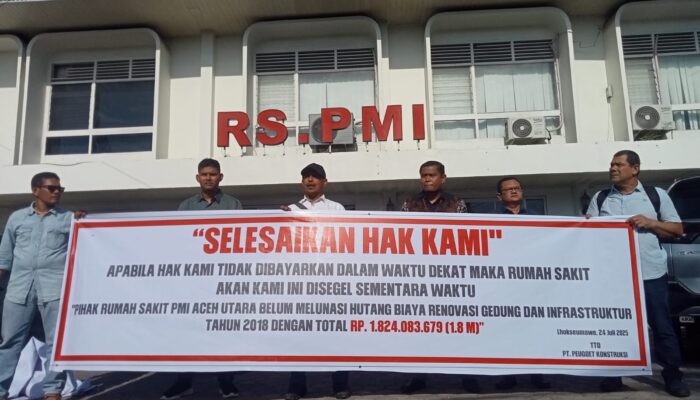 RS.PMI
"SELESAIKAN HAK KAMI"
APABILA HAK KAMI TIDAK DIBAYARKAN DALAM WAKTU DEKAT MAKA RUMAH SAKIT
AKAN KAMI INI DISEGEL SEMENTARA WAKTU
"PIHAK RUMAH SAKIT PMI ACEH UTARA BELUM MELUNASI HUTANG BIAYA RENOVASI GEDUNG DAN INFRASTRUKTUR
TAHUN 2018 DENGAN TOTAL RP. 1.824.083.679 (1.8 M)"
Lhokseumawe, 24 Juli 2025
TTD
PT. PEUGOET KONSTRUKSI